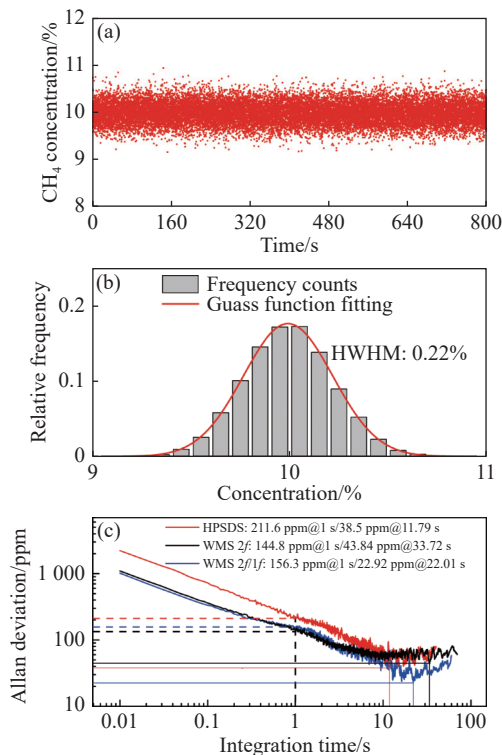 (a)
CH₄ concentration/%
12
11
10
9
8
0 160 320 480 640 800
Time/s
(b)
Relative frequency
Frequency counts
Guass function fitting
HWHM: 0.22%
0.2
0.1
0
9 10 11
Concentration/%
(c)
Allan deviation/ppm
HPSDS: 211.6 ppm@1 s/38.5 ppm@11.79 s
WMS 2f: 144.8 ppm@1 s/43.84 ppm@33.72 s
WMS 2f/1f: 156.3 ppm@1 s/22.92 ppm@22.01 s
1 000
100
10
0.01 0.1 1 10 100
Integration time/s